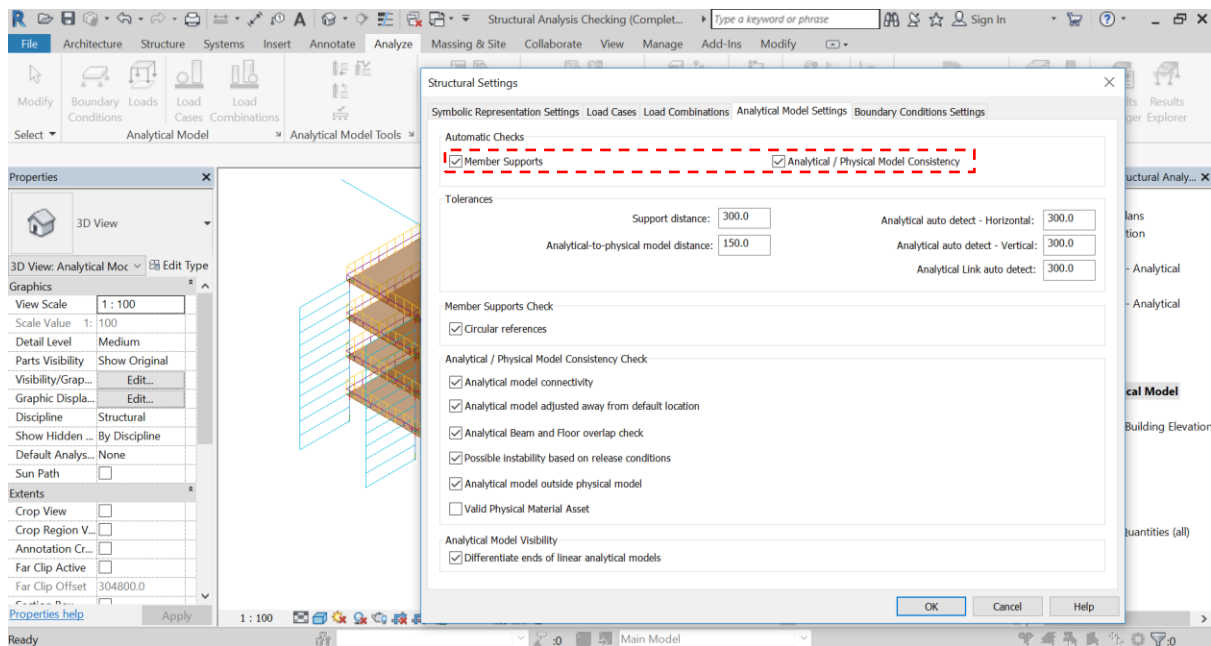 Structural Analysis Checking (Complet...
Type a keyword or phrase
Sign In
File Architecture Structure Systems Insert Annotate Analyze Massing & Site Collaborate View Manage Add-Ins Modify
Modify
Boundary Conditions
Loads
Load Cases
Load Combinations
Results
Explorer
Select
Analytical Model
Analytical Model Tools
Structural Settings
Symbolic Representation Settings Load Cases Load Combinations Analytical Model Settings Boundary Conditions Settings
Automatic Checks
Member Supports Analytical / Physical Model Consistency
Tolerances
Support distance: 300.0 Analytical auto detect - Horizontal: 300.0
Analytical-to-physical model distance: 150.0 Analytical auto detect - Vertical: 300.0
Analytical Link auto detect: 300.0
Member Supports Check
Circular references
Analytical / Physical Model Consistency Check
Analytical model connectivity
Analytical model adjusted away from default location
Analytical Beam and Floor overlap check
Possible instability based on release conditions
Analytical model outside physical model
Valid Physical Material Asset
Analytical Model Visibility
Differentiate ends of linear analytical models
OK Cancel Help
Properties
3D View
3D View: Analytical Moc Edit Type
Graphics
View Scale 1 : 100
Scale Value 1: 100
Detail Level Medium
Parts Visibility Show Original
Visibility/Grap... Edit...
Graphic Displa... Edit...
Discipline Structural
Show Hidden ... By Discipline
Default Analys... None
Sun Path
Extents
Crop View
Crop Region V...
Annotation Cr...
Far Clip Active
Far Clip Offset 304800.0
Properties help Apply
1 : 100
ructural Analy...
lans
tion
- Analytical
- Analytical
cal Model
Building Elevation
Quantities (all)
Ready
:0
Main Model
:0